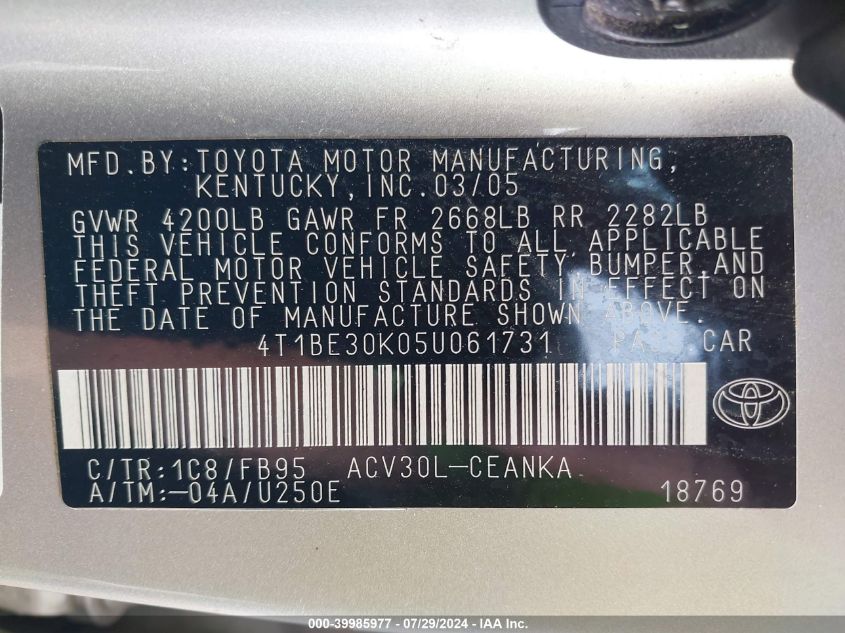 MFD.BY:TOYOTA MOTOR MANUFACTURING,
KENTUCKY,INC.03/05
GVWR 4200LB GAWR FR 2668LB RR 2282LB
THIS VEHICLE CONFORMS TO ALL APPLICABLE
FEDERAL MOTOR VEHICLE SAFETY,BUMPER,AND
THEFT PREVENTION STANDARDS IN EFFECT ON
THE DATE OF MANUFACTURE SHOWN ABOVE.
4T1BE30K05U061731 PASS.CAR
C/TR:1C8/FB95 ACV30L-CEANKA
A/TM:-04A/U250E 18769
000-39985977 - 07/29/2024 - IAA Inc.